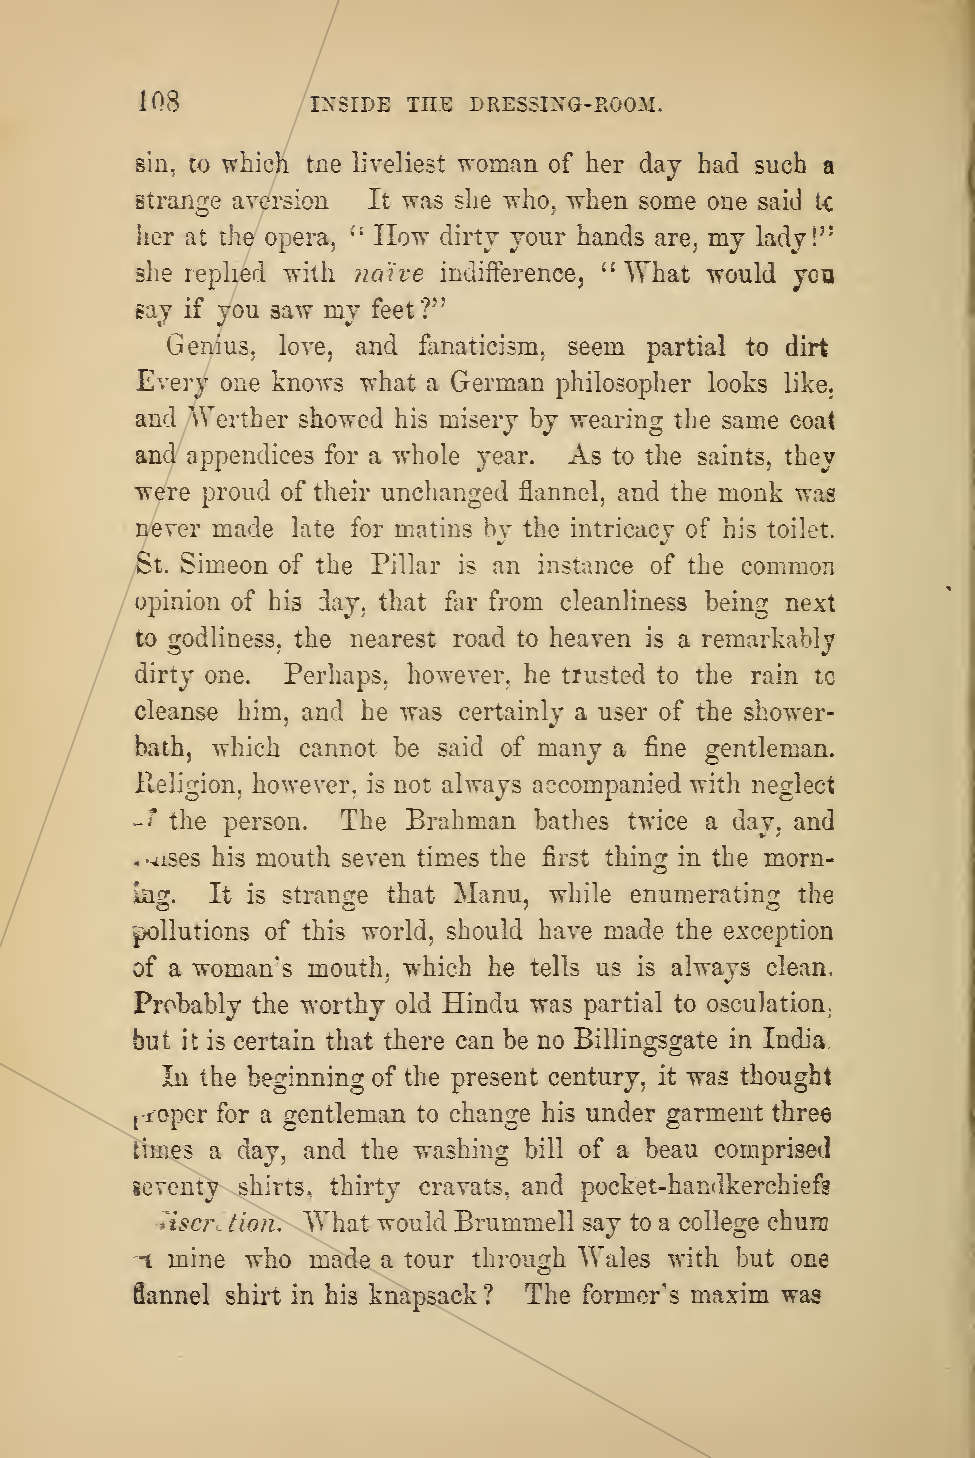 108 INSIDE THE DRESSING-ROOM.
sin, to which the liveliest woman of her day had such a
strange aversion It was she who, when some one said to
her at the opera, “How dirty your hands are, my lady!”
she replied with naïve indifference, “What would you
say if you saw my feet?”
Genius, love, and fanaticism, seem partial to dirt
Every one knows what a German philosopher looks like,
and Werther showed his misery by wearing the same coat
and appendices for a whole year. As to the saints, they
were proud of their unchanged flannel, and the monk was
never made late for matins by the intricacy of his toilet.
St. Simeon of the Pillar is an instance of the common
opinion of his day, that far from cleanliness being next
to godliness, the nearest road to heaven is a remarkably
dirty one. Perhaps, however, he trusted to the rain to
cleanse him, and he was certainly a user of the shower-
bath, which cannot be said of many a fine gentleman.
Religion, however, is not always accompanied with neglect
the person. The Brahman bathes twice a day, and
his mouth seven times the first thing in the morn-
ing. It is strange that Manu, while enumerating the
pollutions of this world, should have made the exception
of a woman's mouth, which he tells us is always clean.
Probably the worthy old Hindu was partial to osculation,
but it is certain that there can be no Billingsgate in India.
In the beginning of the present century, it was thought
proper for a gentleman to change his under garment three
times a day, and the washing bill of a beau comprised
seventy shirts, thirty cravats, and pocket-handkerchiefs
discretion. What would Brummell say to a college chum
mine who made a tour through Wales with but one
flannel shirt in his knapsack? The former's maxim was